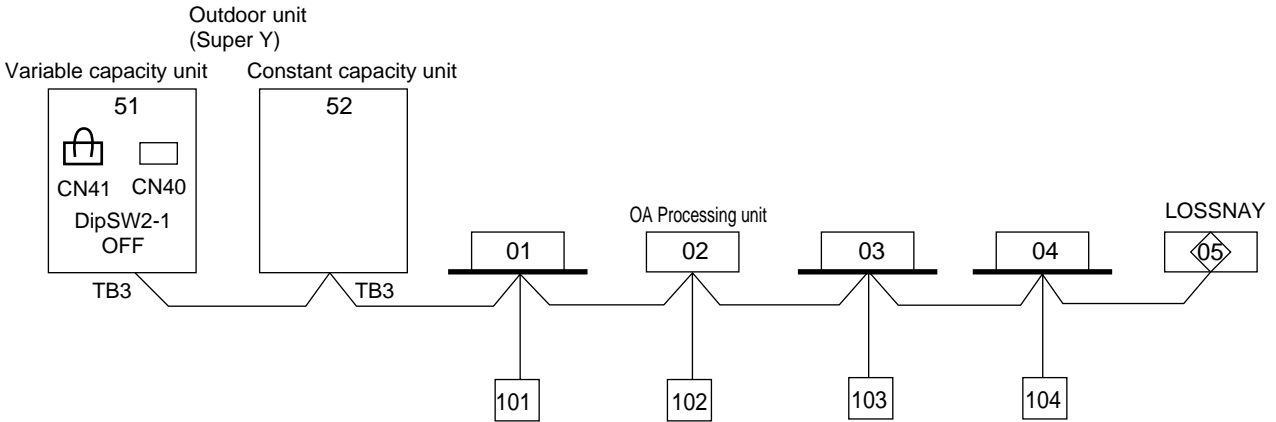 Outdoor unit
(Super Y)
Variable capacity unit
Constant capacity unit
51
52
CN41
CN40
DipSW2-1
OFF
OA Processing unit
LOSSNAY
01
02
03
04
05
TB3
TB3
101
102
103
104